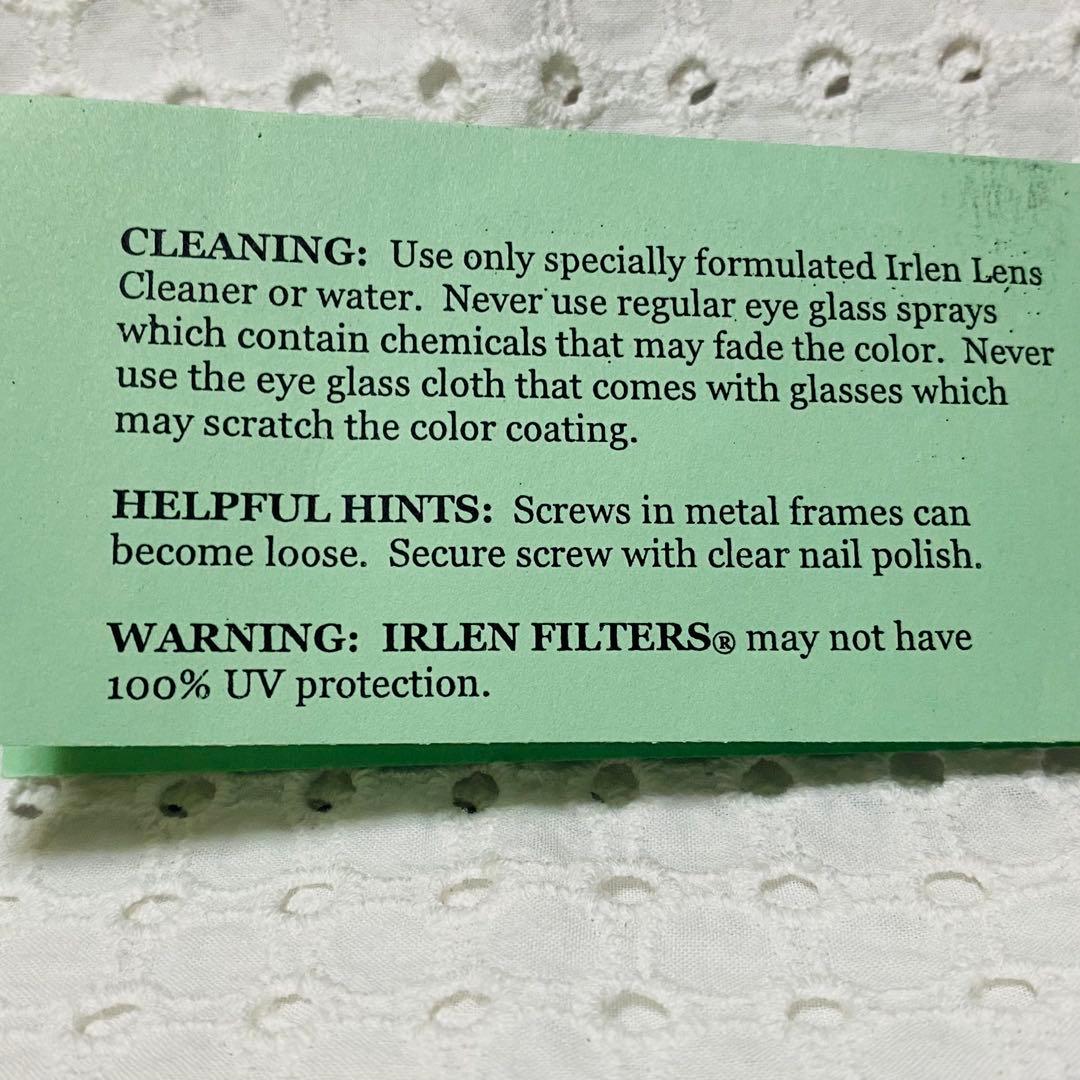 CLEANING: Use only specially formulated Irlen Lens
Cleaner or water. Never use regular eye glass sprays
which contain chemicals that may fade the color. Never
use the eye glass cloth that comes with glasses which
may scratch the color coating.
HELPFUL HINTS: Screws in metal frames can
become loose. Secure screw with clear nail polish.
WARNING: IRLEN FILTERS® may not have
100% UV protection.